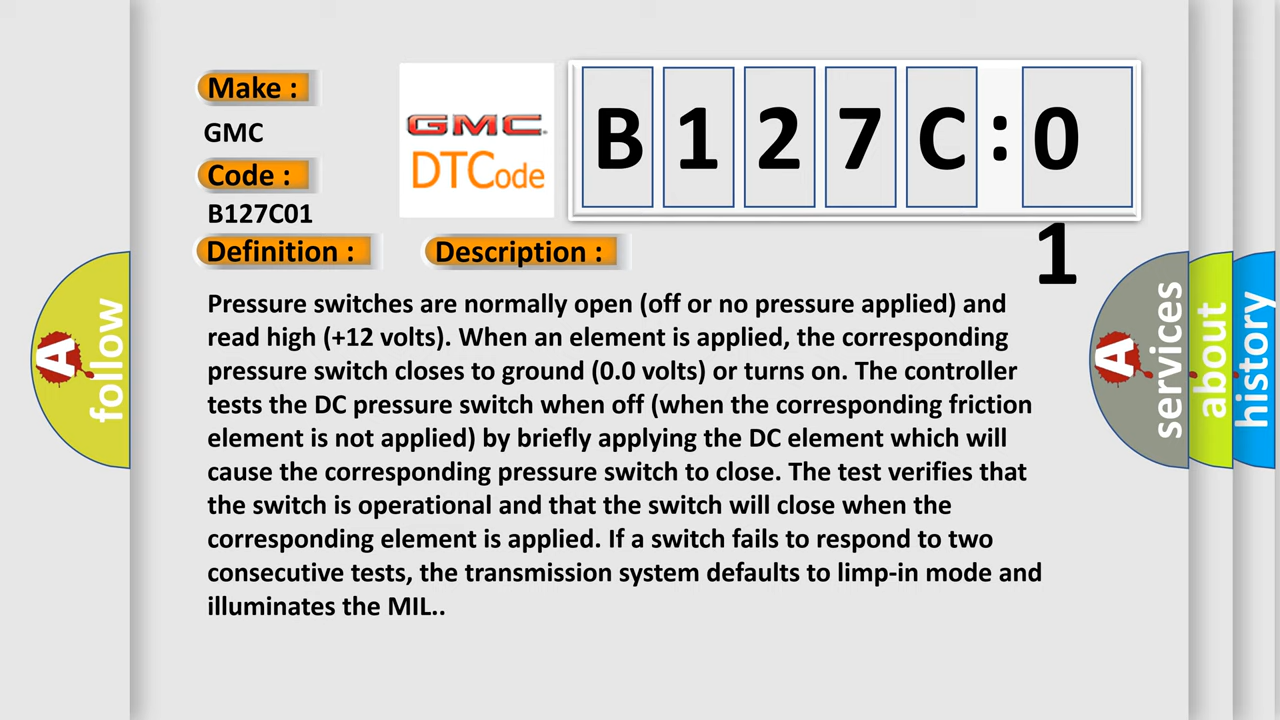 Make :
GMC
Code :
B127C01
Definition :
Description :
GMC
DTCode
B127C:0
1
Pressure switches are normally open (off or no pressure applied) and
read high (+12 volts). When an element is applied, the corresponding
pressure switch closes to ground (0.0 volts) or turns on. The controller
tests the DC pressure switch when off (when the corresponding friction
element is not applied) by briefly applying the DC element which will
cause the corresponding pressure switch to close. The test verifies that
the switch is operational and that the switch will close when the
corresponding element is applied. If a switch fails to respond to two
consecutive tests, the transmission system defaults to limp-in mode and
illuminates the MIL..
A
follow
A
services
about
history